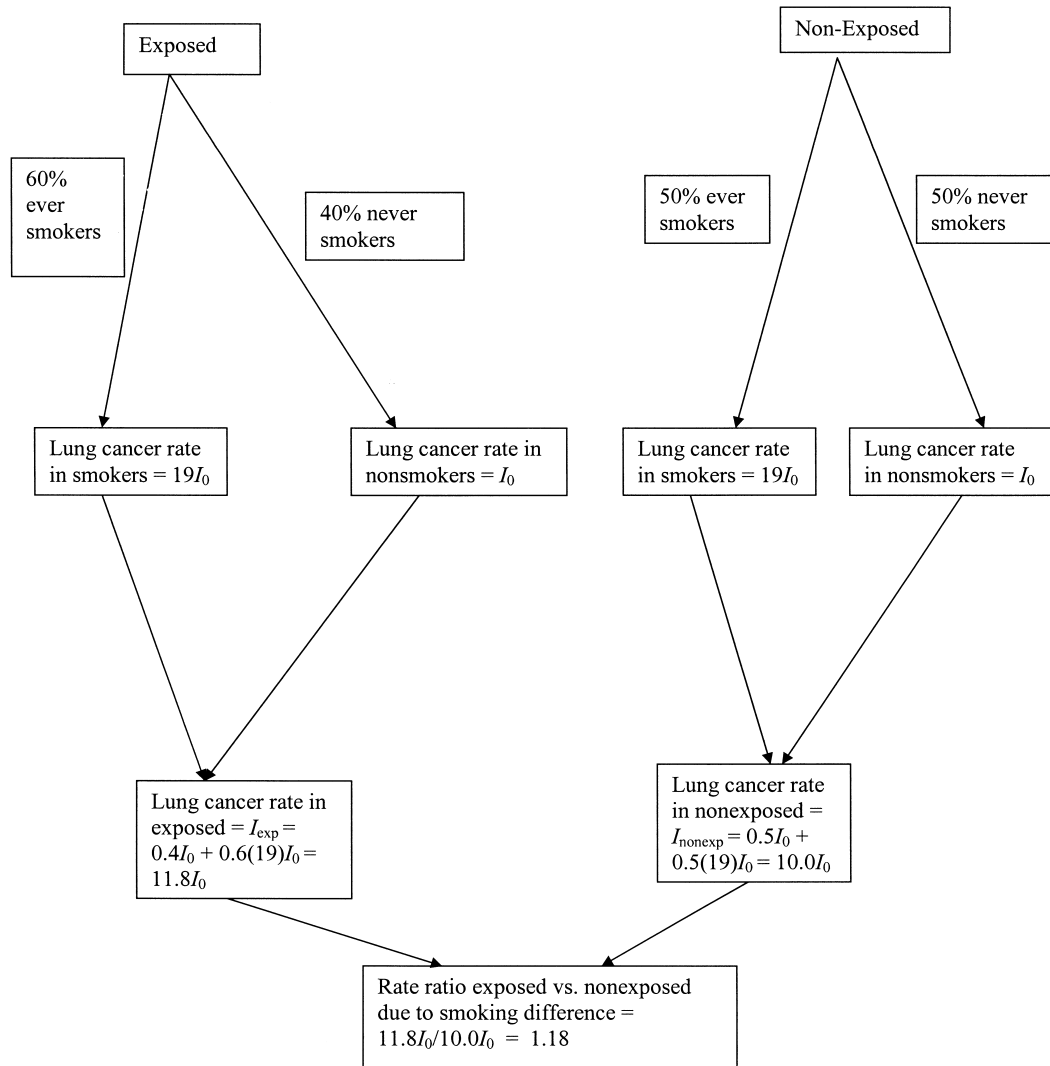 Exposed
Non-Exposed
60%
ever
smokers
40% never
smokers
50% ever
smokers
50% never
smokers
Lung cancer rate
in smokers = 19I₀
Lung cancer rate in
nonsmokers = I₀
Lung cancer rate
in smokers = 19I₀
Lung cancer rate
in nonsmokers = I₀
Lung cancer rate in
exposed = I_exp =
0.4I₀ + 0.6(19)I₀ =
11.8I₀
Lung cancer rate
in nonexposed =
I_nonexp = 0.5I₀ +
0.5(19)I₀ = 10.0I₀
Rate ratio exposed vs. nonexposed
due to smoking difference =
11.8I₀/10.0I₀ = 1.18